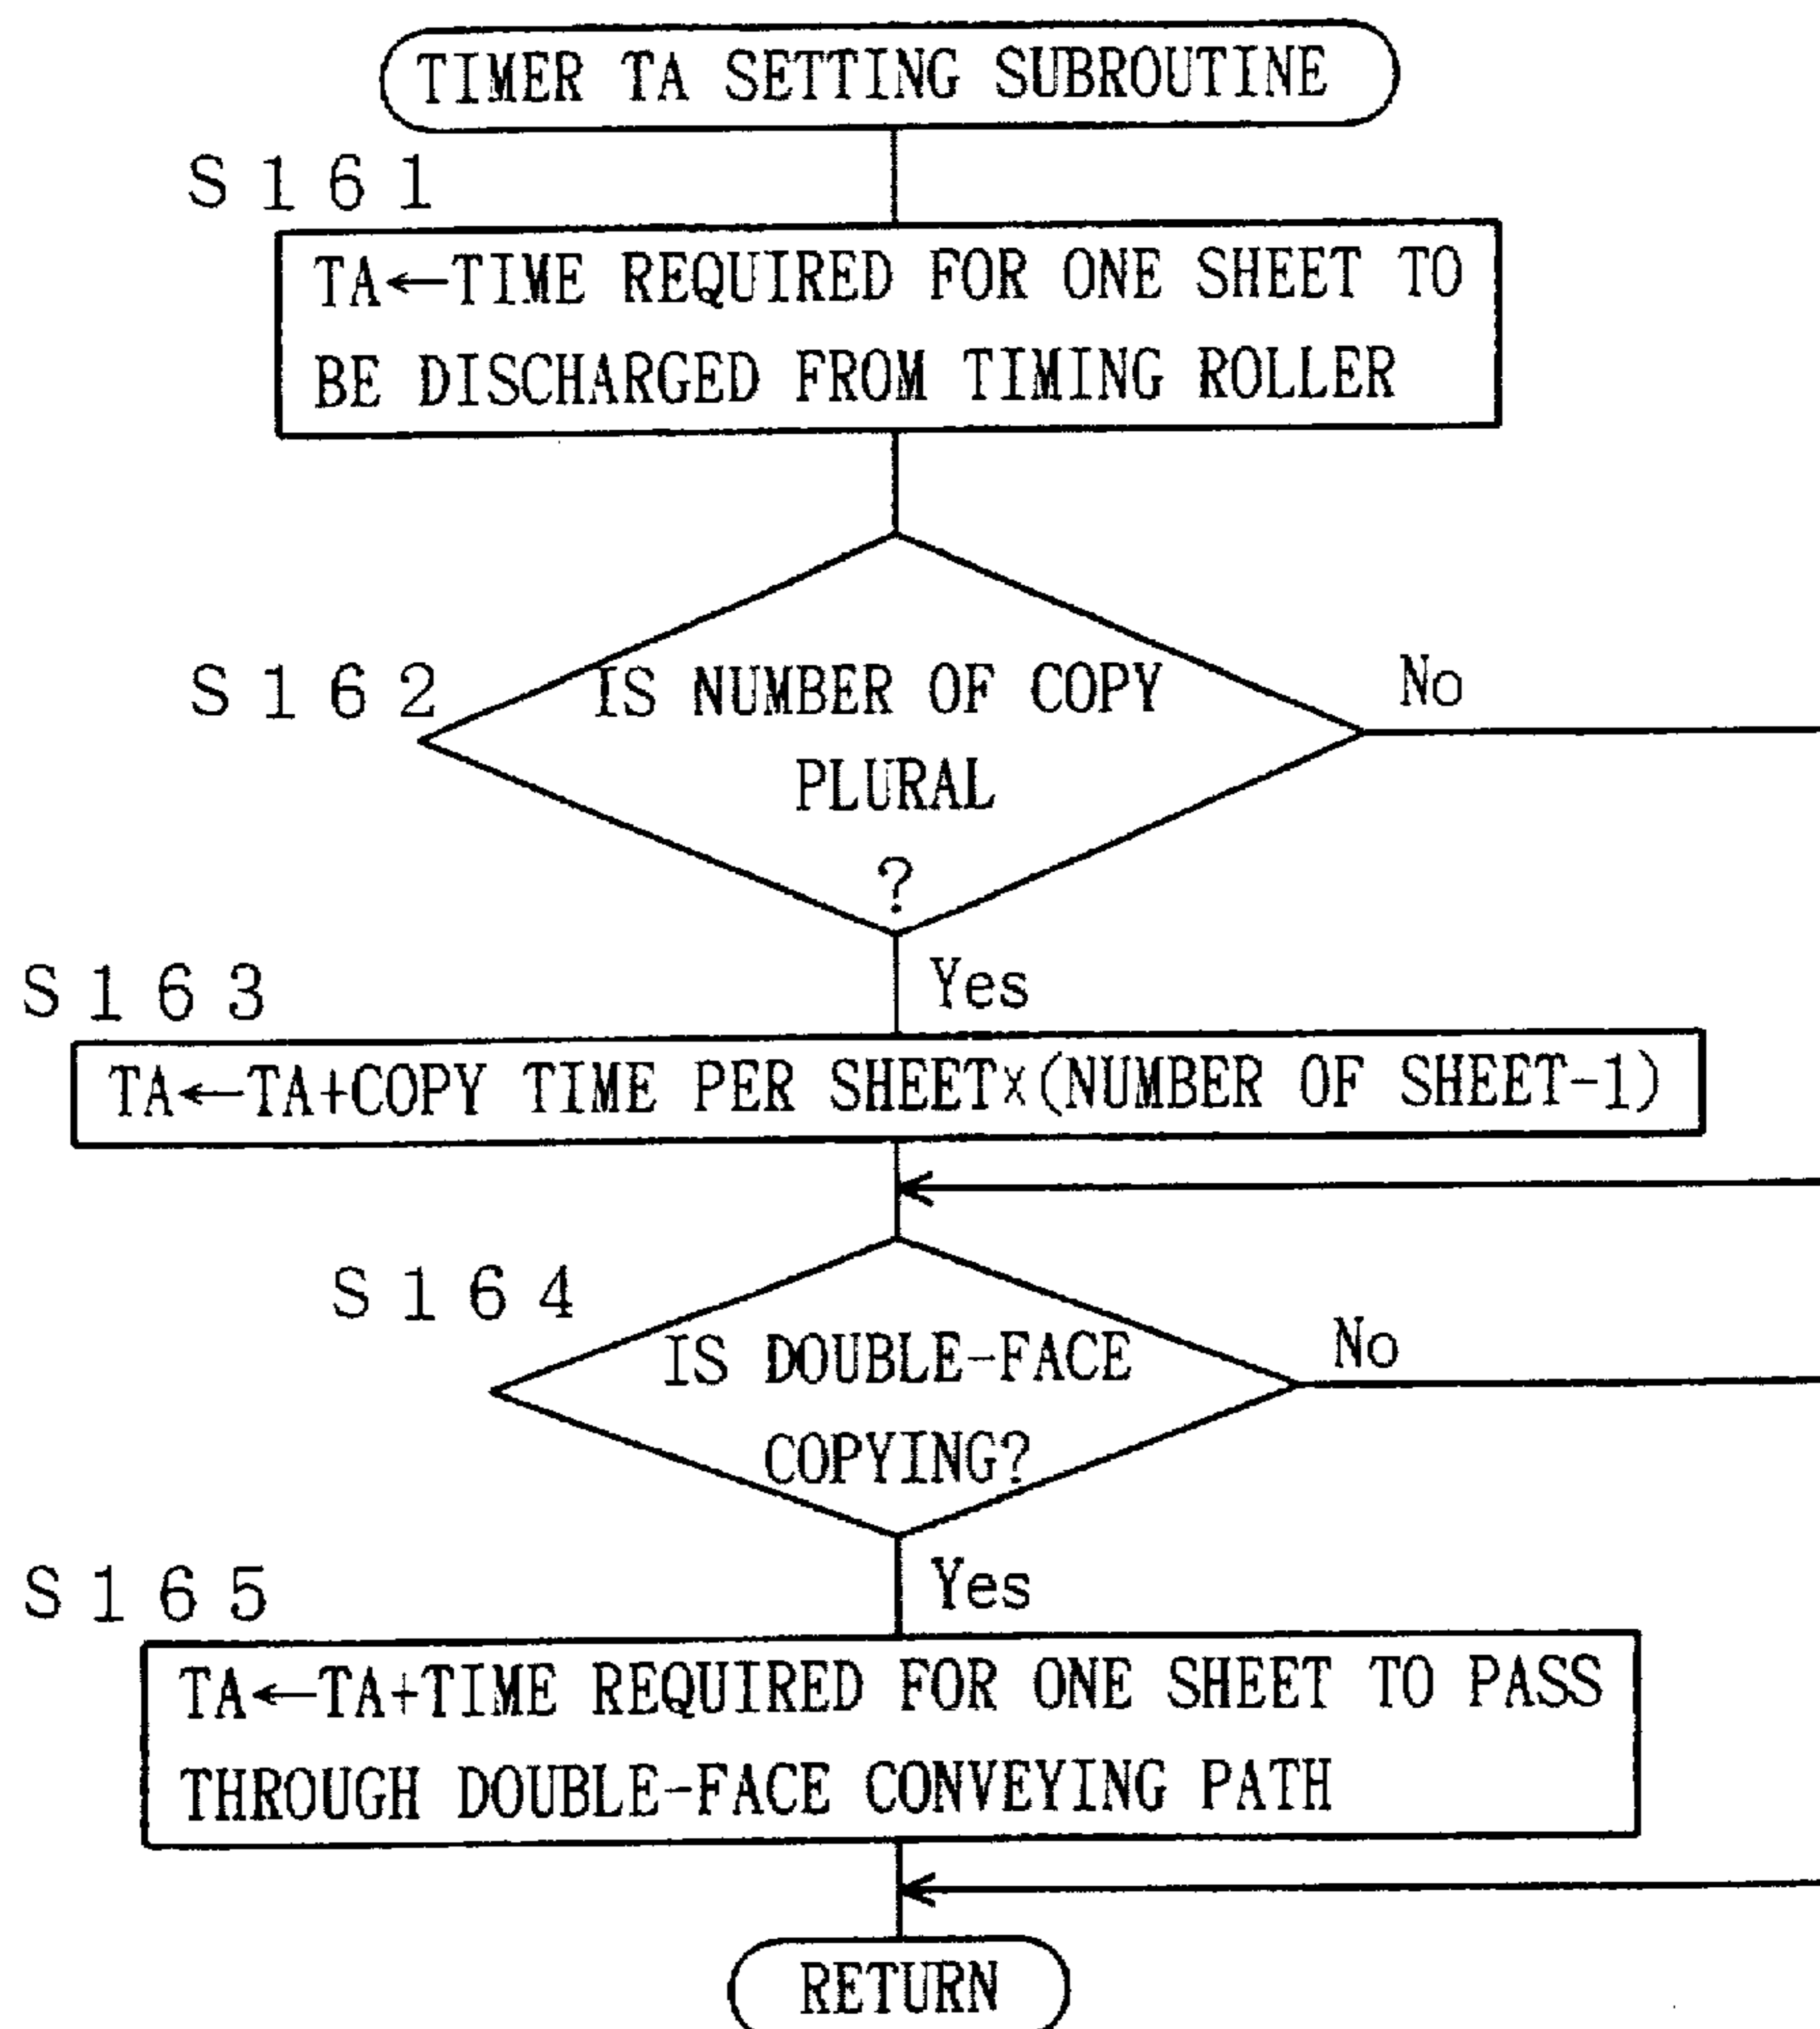 TIMER TA SETTING SUBROUTINE
S161
TA←TIME REQUIRED FOR ONE SHEET TO
BE DISCHARGED FROM TIMING ROLLER
S162
IS NUMBER OF COPY
PLURAL
?
No
Yes
S163
TA←TA+COPY TIME PER SHEET×(NUMBER OF SHEET-1)
S164
IS DOUBLE-FACE
COPYING?
No
Yes
S165
TA←TA+TIME REQUIRED FOR ONE SHEET TO PASS
THROUGH DOUBLE-FACE CONVEYING PATH
RETURN